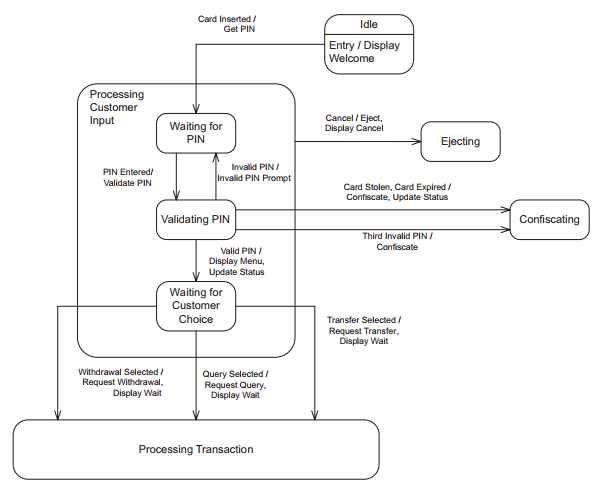 Card Inserted /
Get PIN
Idle
Entry / Display
Welcome
Processing
Customer
Input
Waiting for
PIN
Cancel / Eject,
Display Cancel
Ejecting
PIN Entered/
Validate PIN
Invalid PIN /
Invalid PIN Prompt
Card Stolen, Card Expired /
Confiscate, Update Status
Validating PIN
Confiscating
Third Invalid PIN /
Confiscate
Valid PIN /
Display Menu,
Update Status
Waiting for
Customer
Choice
Transfer Selected /
Request Transfer,
Display Wait
Withdrawal Selected /
Request Withdrawal,
Display Wait
Query Selected /
Request Query,
Display Wait
Processing Transaction